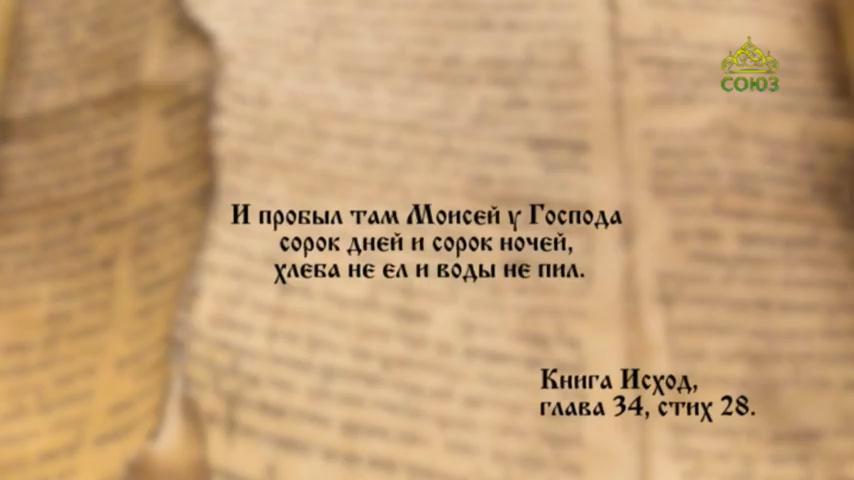 СОЮЗ
И пробыл там Моисей у Господа
сорок дней и сорок ночей,
хлеба не ел и воды не пил.
Книга Исход,
глава 34, стих 28.